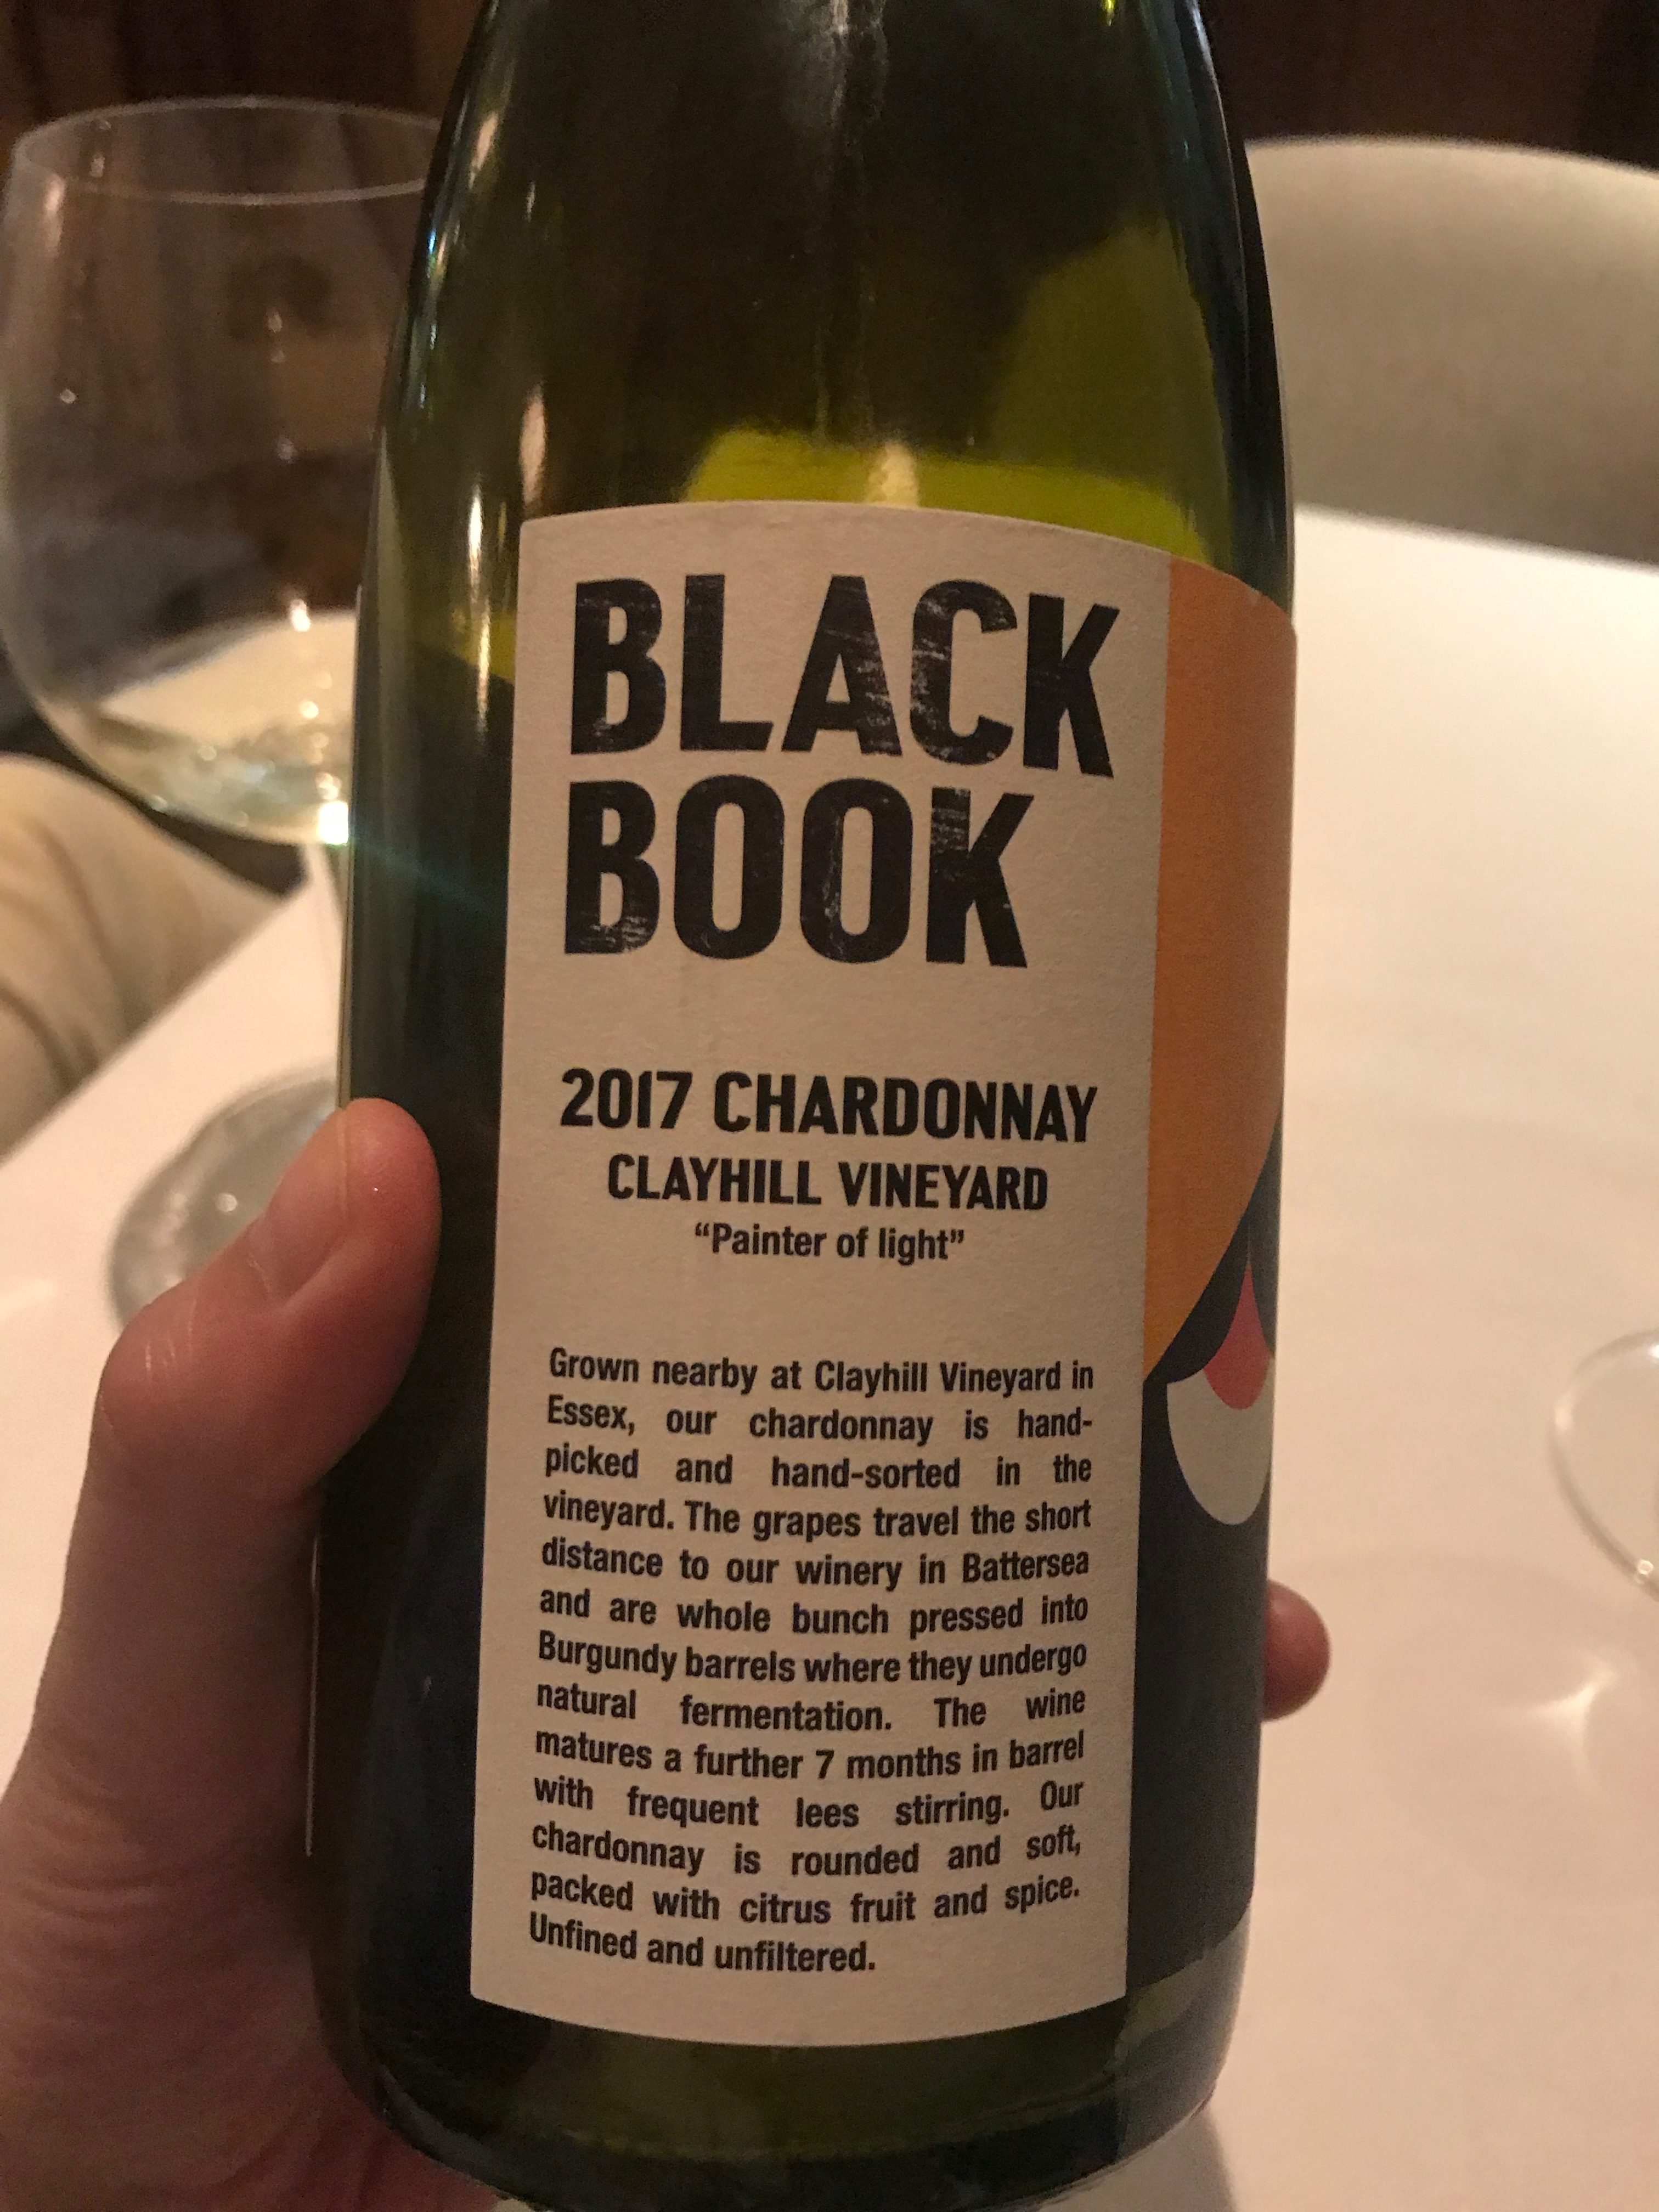 BLACK
BOOK
2017 CHARDONNAY
CLAYHILL VINEYARD
“Painter of light”
Grown nearby at Clayhill Vineyard in
Essex, our chardonnay is hand-
picked and hand-sorted in the
vineyard. The grapes travel the short
distance to our winery in Battersea
and are whole bunch pressed into
Burgundy barrels where they undergo
natural fermentation. The wine
matures a further 7 months in barrel
with frequent lees stirring. Our
chardonnay is rounded and soft,
packed with citrus fruit and spice.
Unfined and unfiltered.